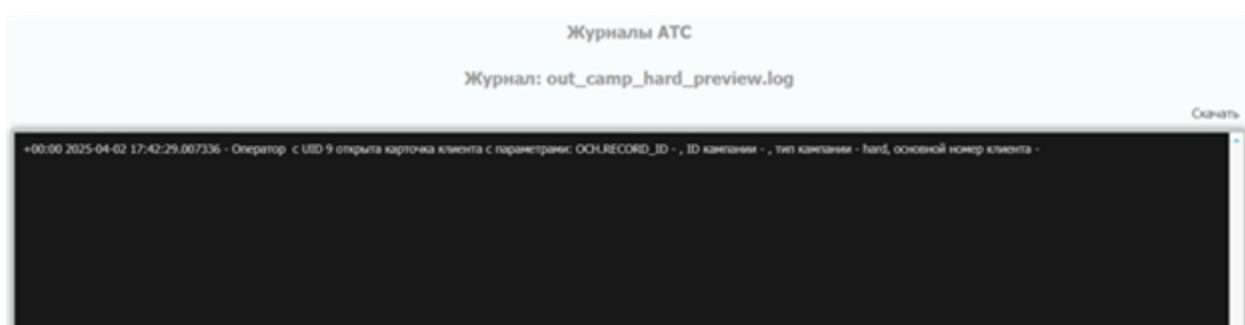 Журналы АТС
Журнал: out_camp_hard_preview.log
Скачать
+00:00 2025-04-02 17:42:29.007336 - Оператор с UID 9 открыта карточка клиента с параметрами: OCH.RECORD_ID - , ID кампании - , тип кампании - hard, основной номер клиента -